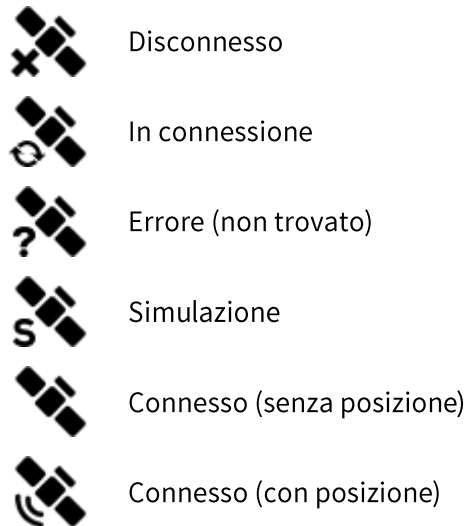 Disconnesso
In connessione
? Errore (non trovato)
S Simulazione
Connesso (senza posizione)
Connesso (con posizione)